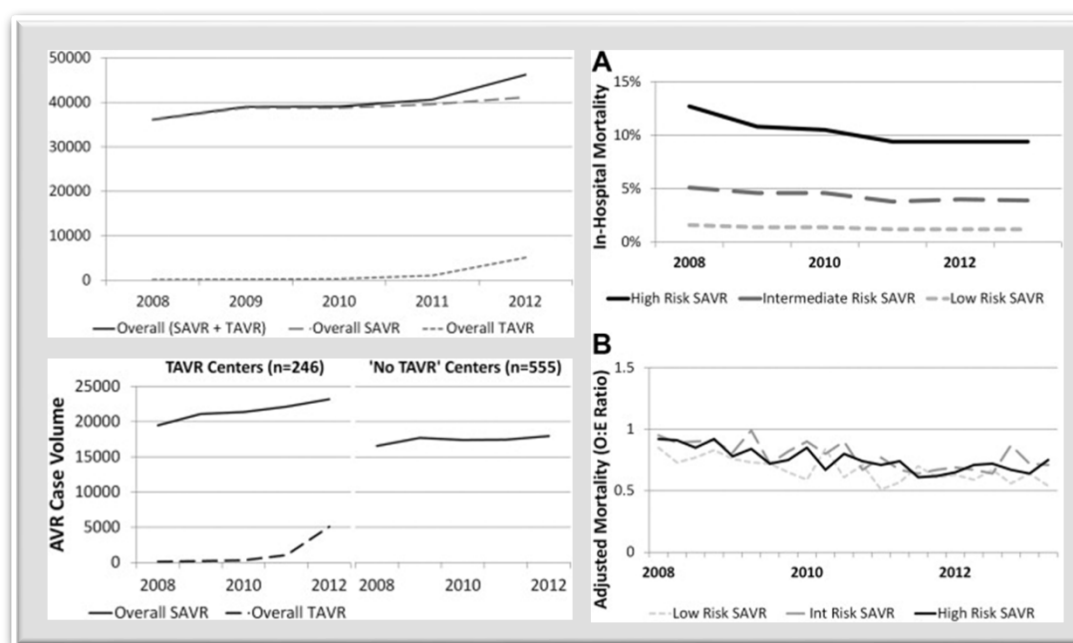 50000
40000
30000
20000
10000
0
2008 2009 2010 2011 2012
Overall (SAVR + TAVR) Overall SAVR Overall TAVR
TAVR Centers (n=246) 'No TAVR' Centers (n=555)
AVR Case Volume
25000
20000
15000
10000
5000
0
2008 2010 2012 2008 2010 2012
Overall SAVR Overall TAVR
A
In-Hospital Mortality
15%
10%
5%
0%
2008 2010 2012
High Risk SAVR Intermediate Risk SAVR Low Risk SAVR
B
Adjusted Mortality (O:E Ratio)
1.5
1
0.5
0
2008 2010 2012
Low Risk SAVR Int Risk SAVR High Risk SAVR